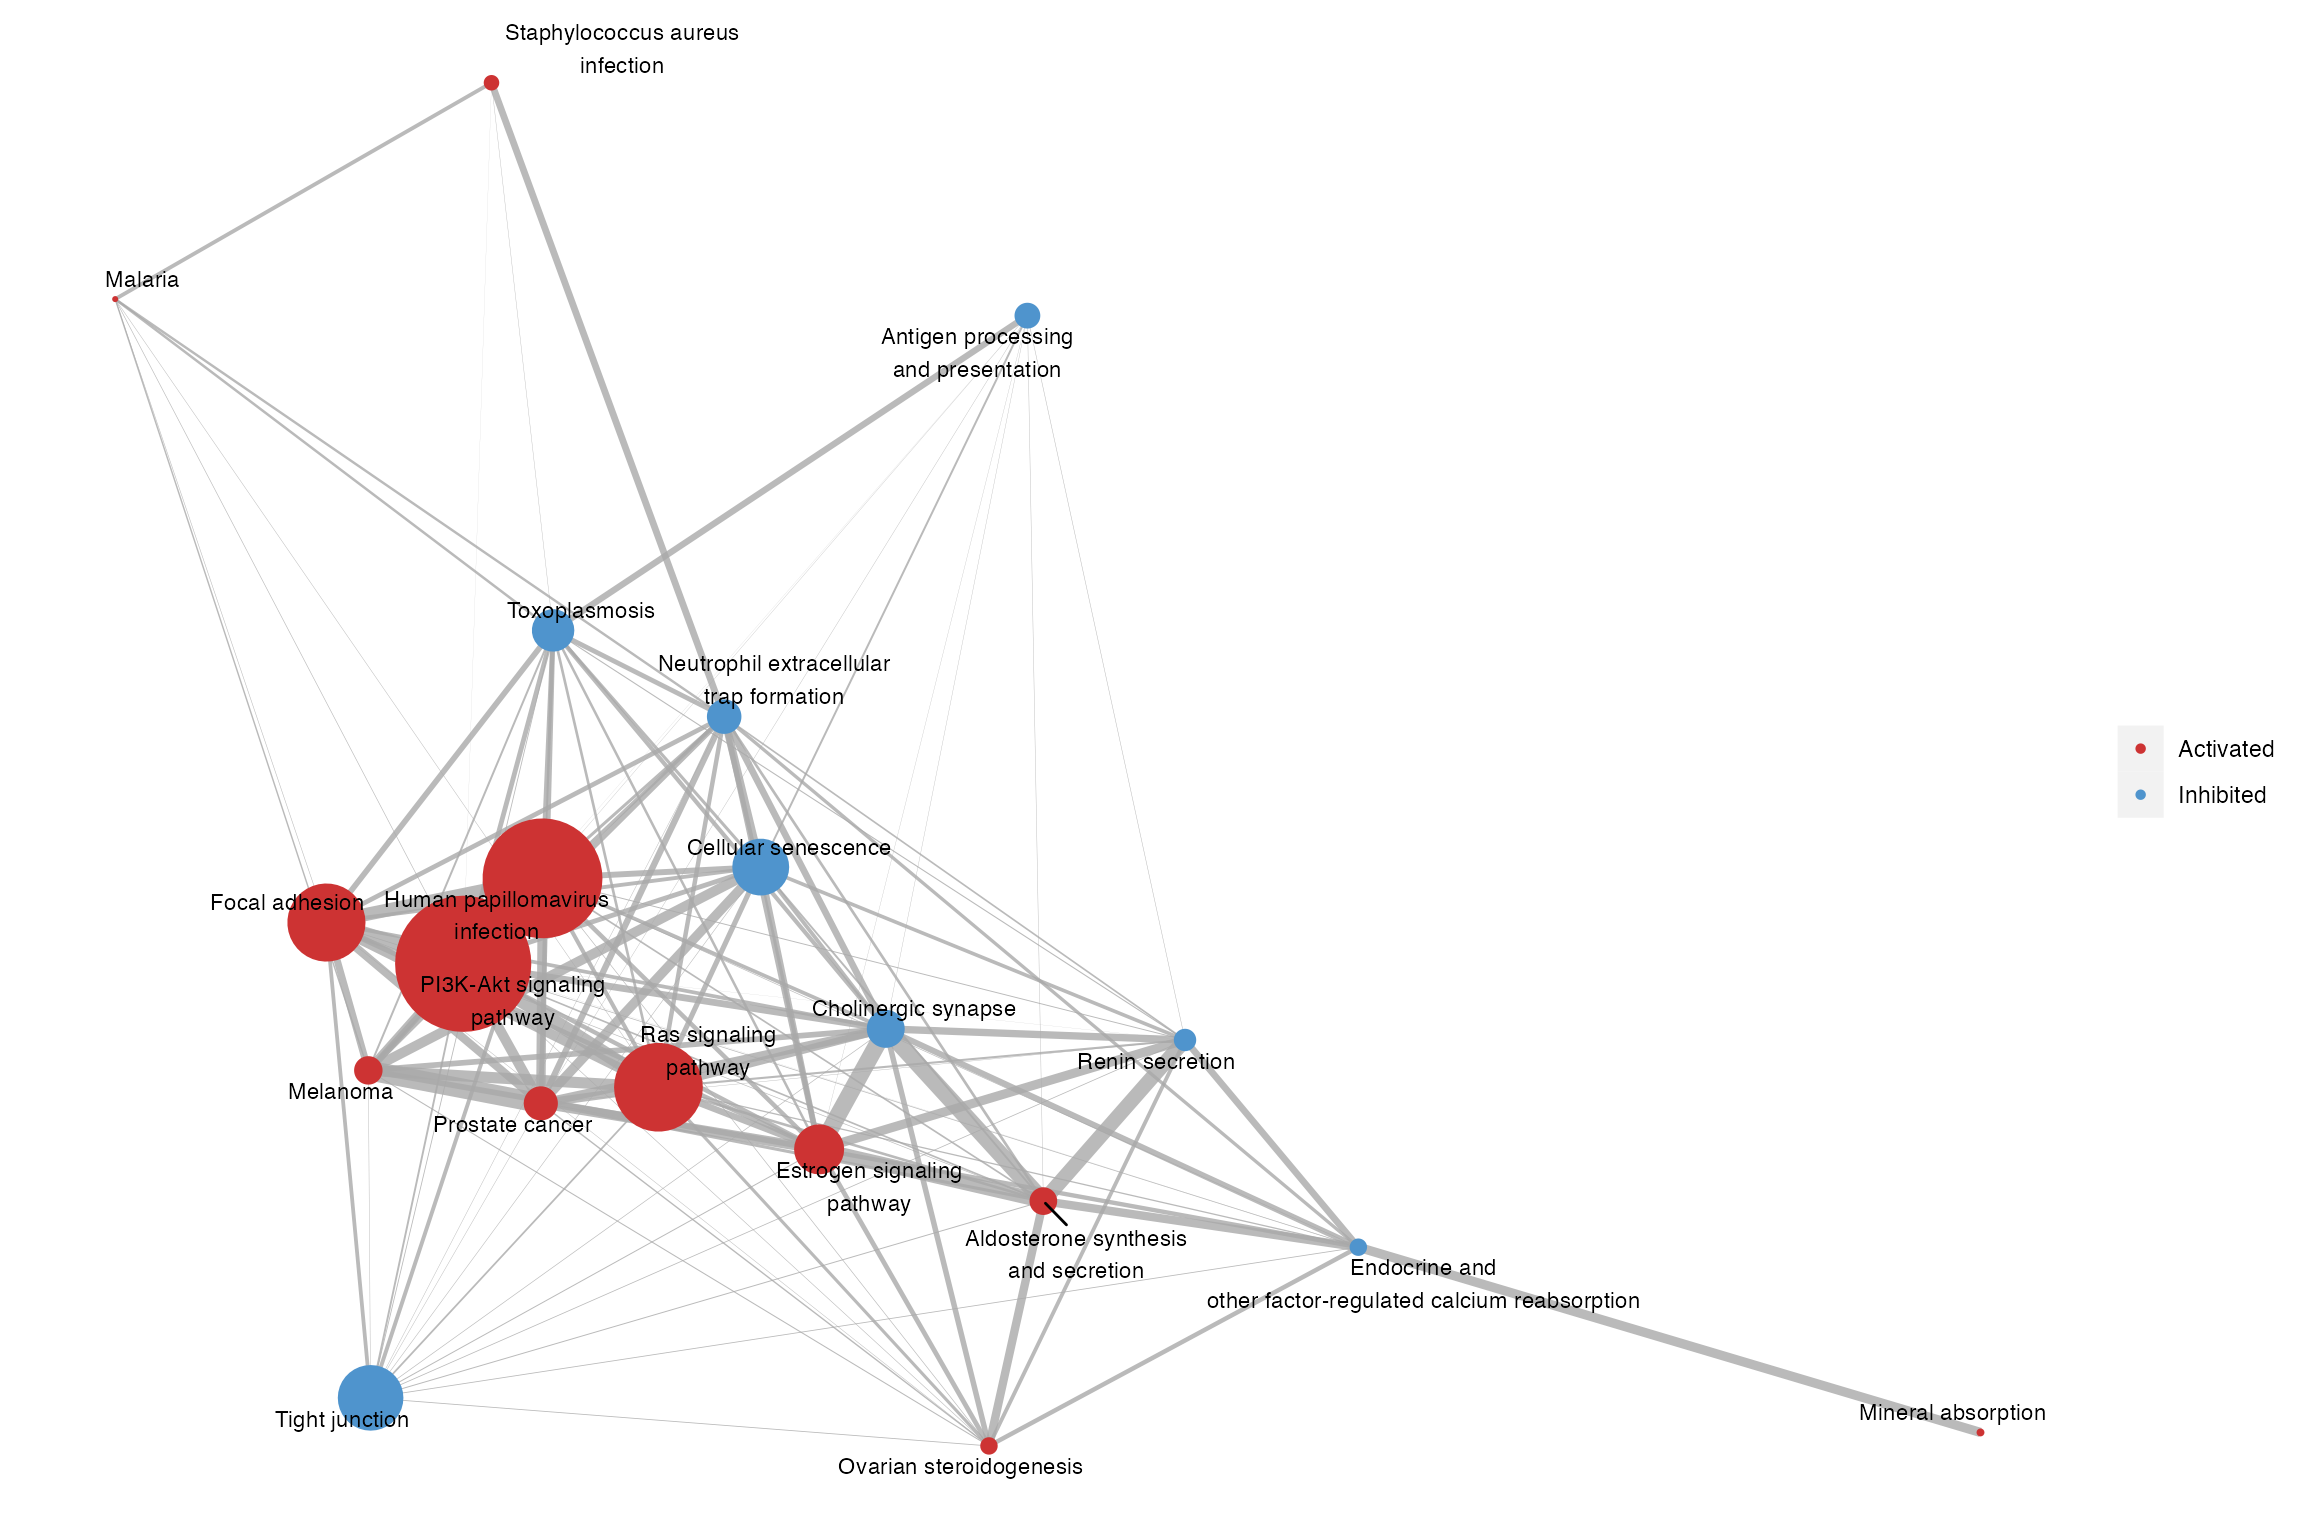 Staphylococcus aureus
infection
Malaria
Antigen processing
and presentation
Toxoplasmosis
Neutrophil extracellular
trap formation
Activated
Inhibited
Cellular senescence
Focal adhesion
Human papillomavirus
infection
PI3K-Akt signaling
pathway
Cholinergic synapse
Ras signaling
pathway
Renin secretion
Melanoma
Prostate cancer
Estrogen signaling
pathway
Aldosterone synthesis
and secretion
Endocrine and
other factor-regulated calcium reabsorption
Mineral absorption
Tight junction
Ovarian steroidogenesis